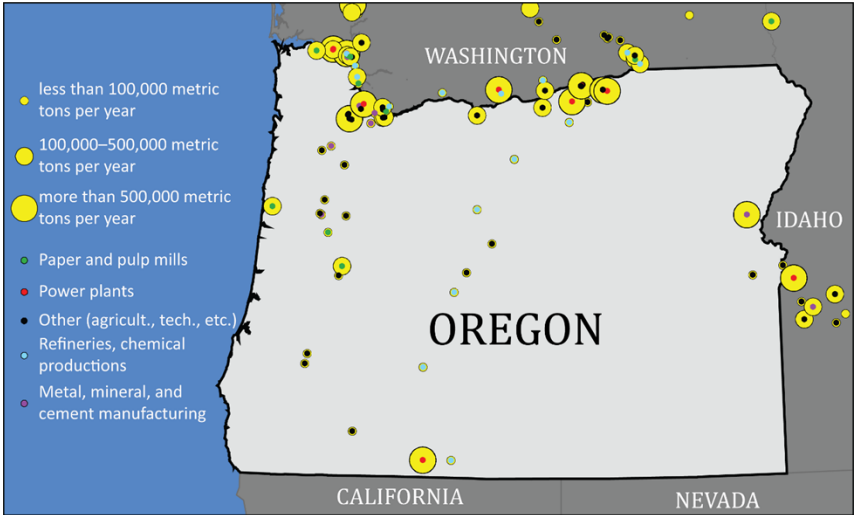 WASHINGTON
less than 100,000 metric
tons per year
100,000–500,000 metric
tons per year
more than 500,000 metric
tons per year
IDAHO
Paper and pulp mills
Power plants
Other (agricult., tech., etc.)
Refineries, chemical
productions
OREGON
Metal, mineral, and
cement manufacturing
CALIFORNIA
NEVADA